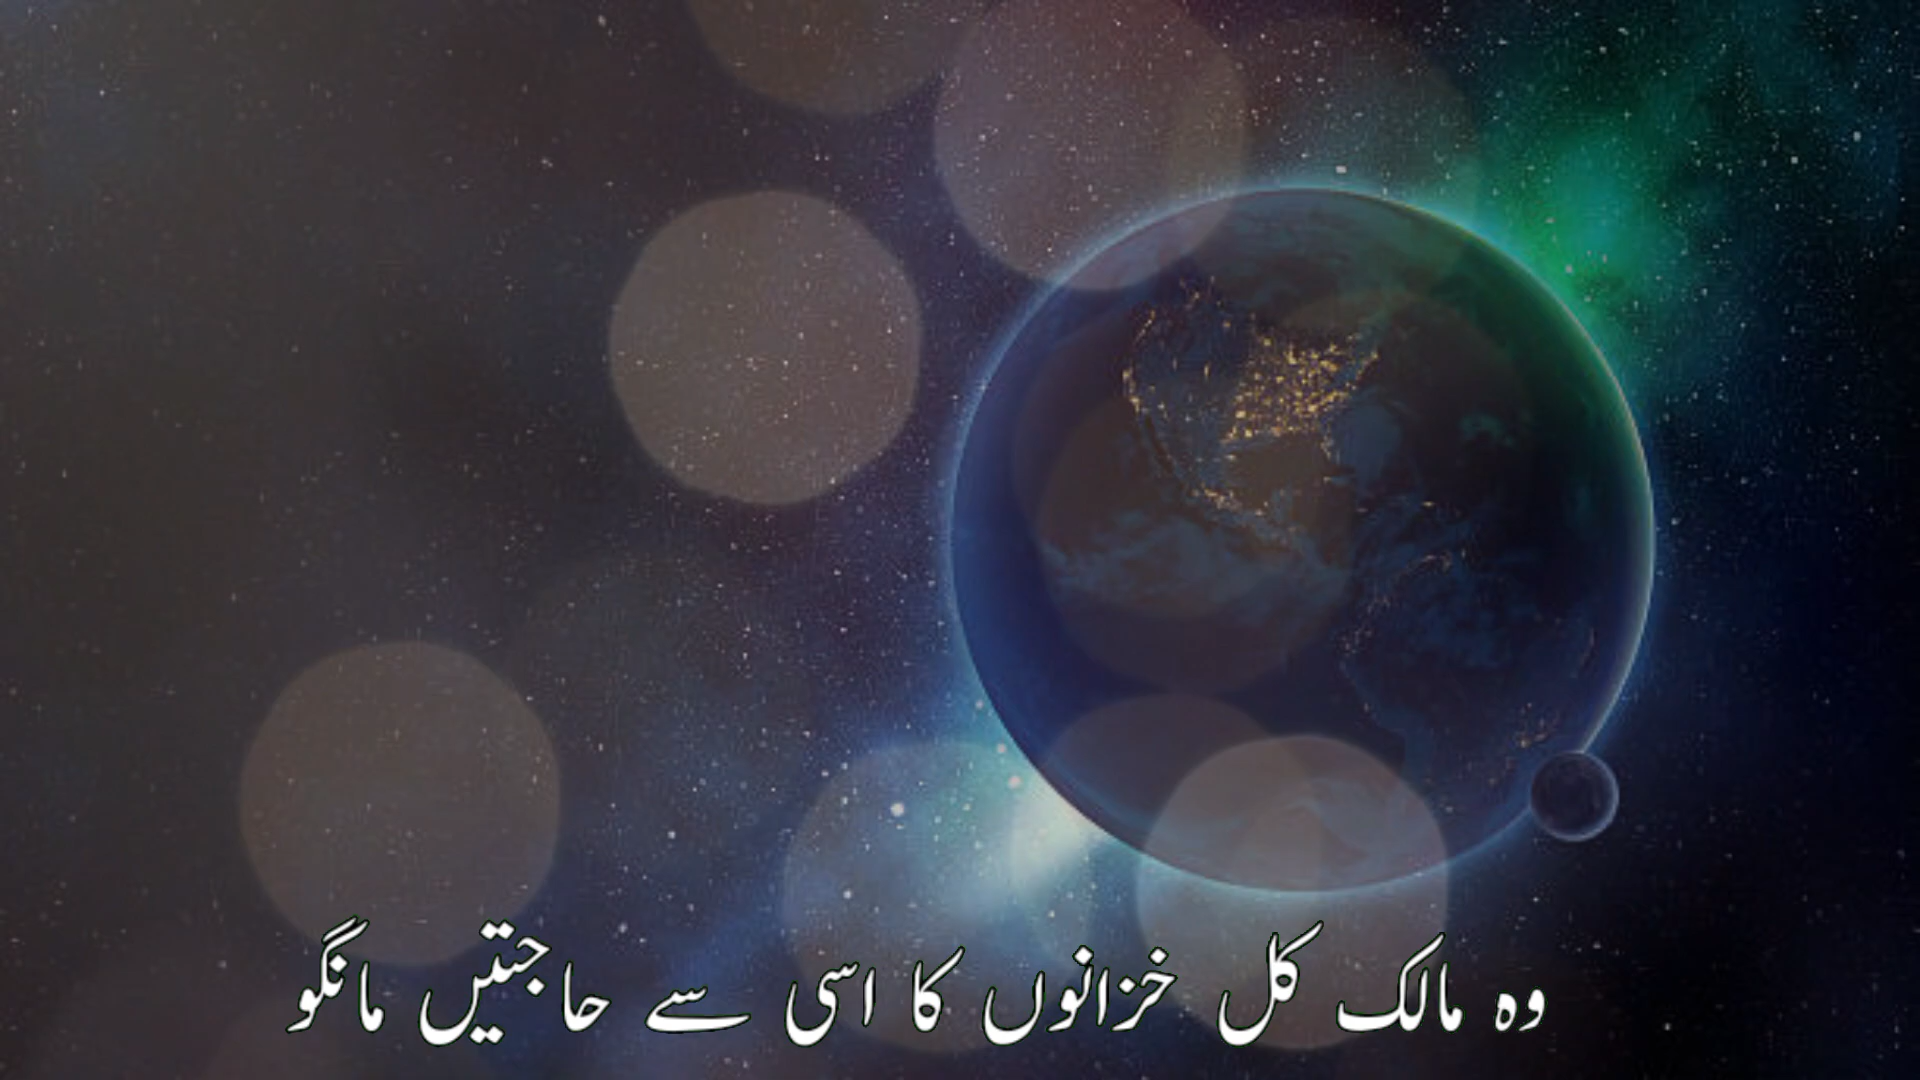 وہ مالک کل خزانوں کا اسی سے حاجتیں مانگو